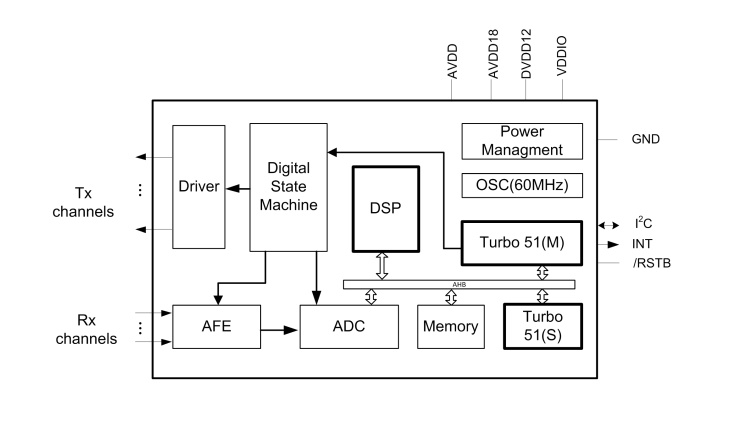 AVDD
AVDD18
DVDD12
VDDIO
Power
Managment
GND
Driver
Digital
State
Machine
OSC(60MHz)
Tx
channels
DSP
Turbo 51(M)
I²C
INT
/RSTB
AHB
Rx
channels
AFE
ADC
Memory
Turbo
51(S)